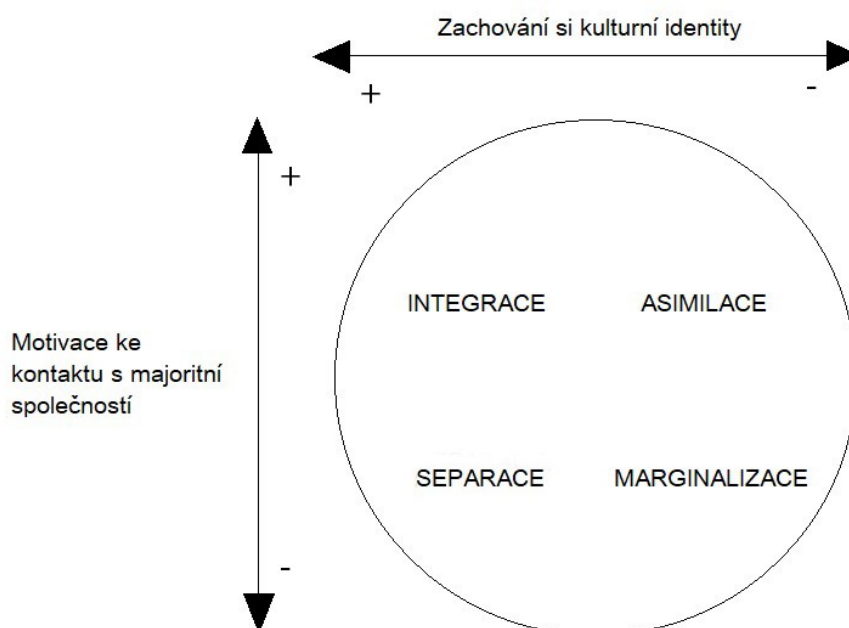 Zachování si kulturní identity
+
-
+
INTEGRACE
ASIMILACE
Motivace ke
kontaktu s majoritní
společností
SEPARACE
MARGINALIZACE
-